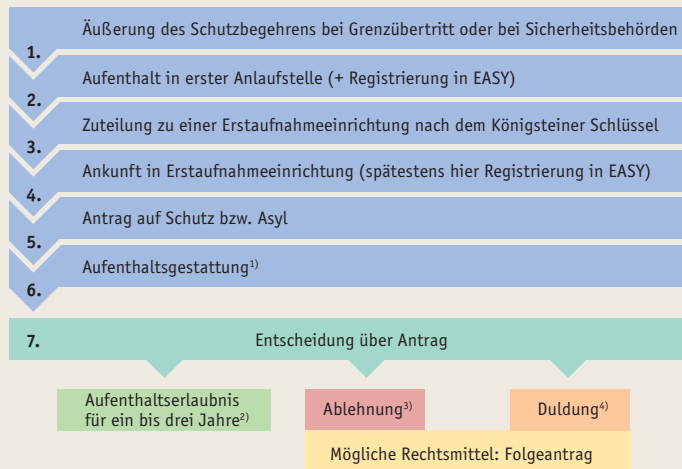 Äußerung des Schutzbegehrens bei Grenzübertritt oder bei Sicherheitsbehörden
1.
Aufenthalt in erster Anlaufstelle (+ Registrierung in EASY)
2.
Zuteilung zu einer Erstaufnahmeeinrichtung nach dem Königsteiner Schlüssel
3.
Ankunft in Erstaufnahmeeinrichtung (spätestens hier Registrierung in EASY)
4.
Antrag auf Schutz bzw. Asyl
5.
Aufenthaltsgestattung¹⁾
6.
7. Entscheidung über Antrag
Aufenthaltserlaubnis
für ein bis drei Jahre²⁾
Ablehnung³⁾
Duldung⁴⁾
Mögliche Rechtsmittel: Folgeantrag